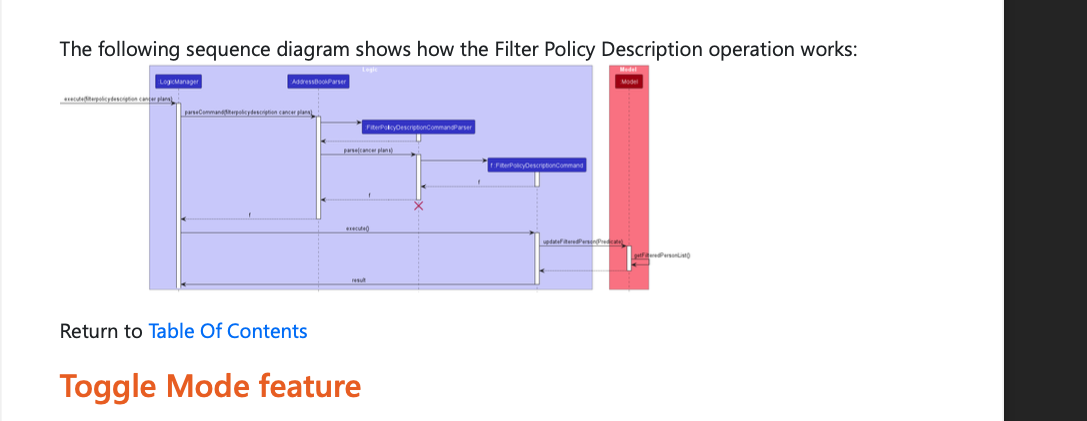 The following sequence diagram shows how the Filter Policy Description operation works:
Logic
Model
:LogicManager
:AddressBookParser
:Model
execute(filterpolicydescription cancer plans)
parseCommand(filterpolicydescription cancer plans)
FilterPolicyDescriptionCommandParser
parse(cancer plans)
f :FilterPolicyDescriptionCommand
f
f
f
execute()
updateFilteredPerson(Predicate)
getFilteredPersonList()
result
Return to Table Of Contents
Toggle Mode feature